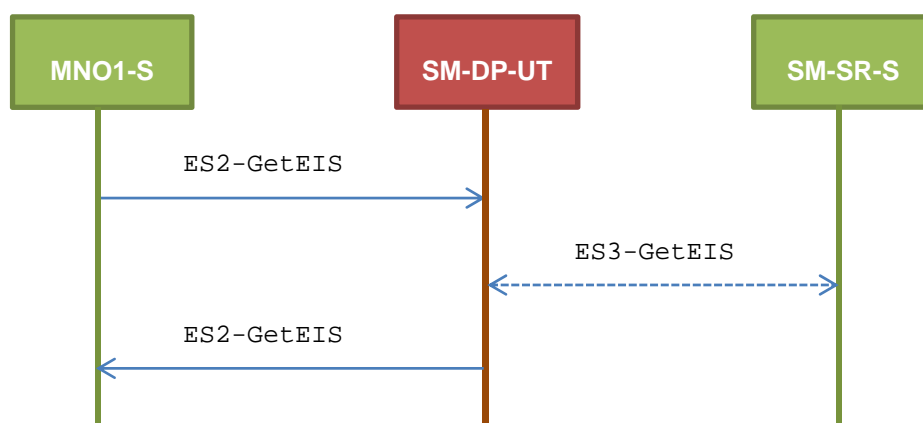 MNO1-S
SM-DP-UT
SM-SR-S
ES2-GetEIS
ES3-GetEIS
ES2-GetEIS